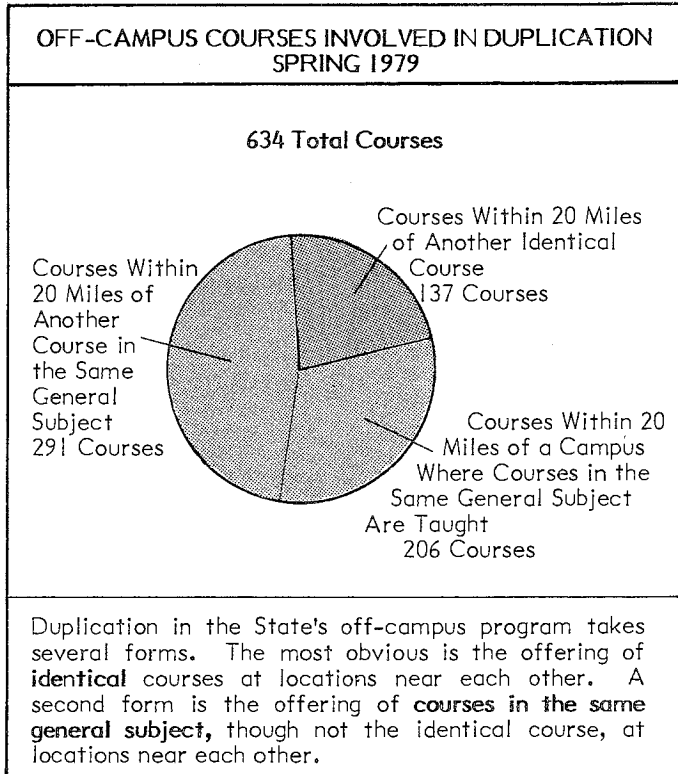 OFF-CAMPUS COURSES INVOLVED IN DUPLICATION
SPRING 1979
634 Total Courses
Courses Within 20 Miles
of Another Identical
Course
137 Courses
Courses Within
20 Miles of
Another
Course in
the Same
General
Subject
291 Courses
Courses Within 20
Miles of a Campus
Where Courses in the
Same General Subject
Are Taught
206 Courses
Duplication in the State's off-campus program takes
several forms. The most obvious is the offering of
identical courses at locations near each other. A
second form is the offering of courses in the same
general subject, though not the identical course, at
locations near each other.